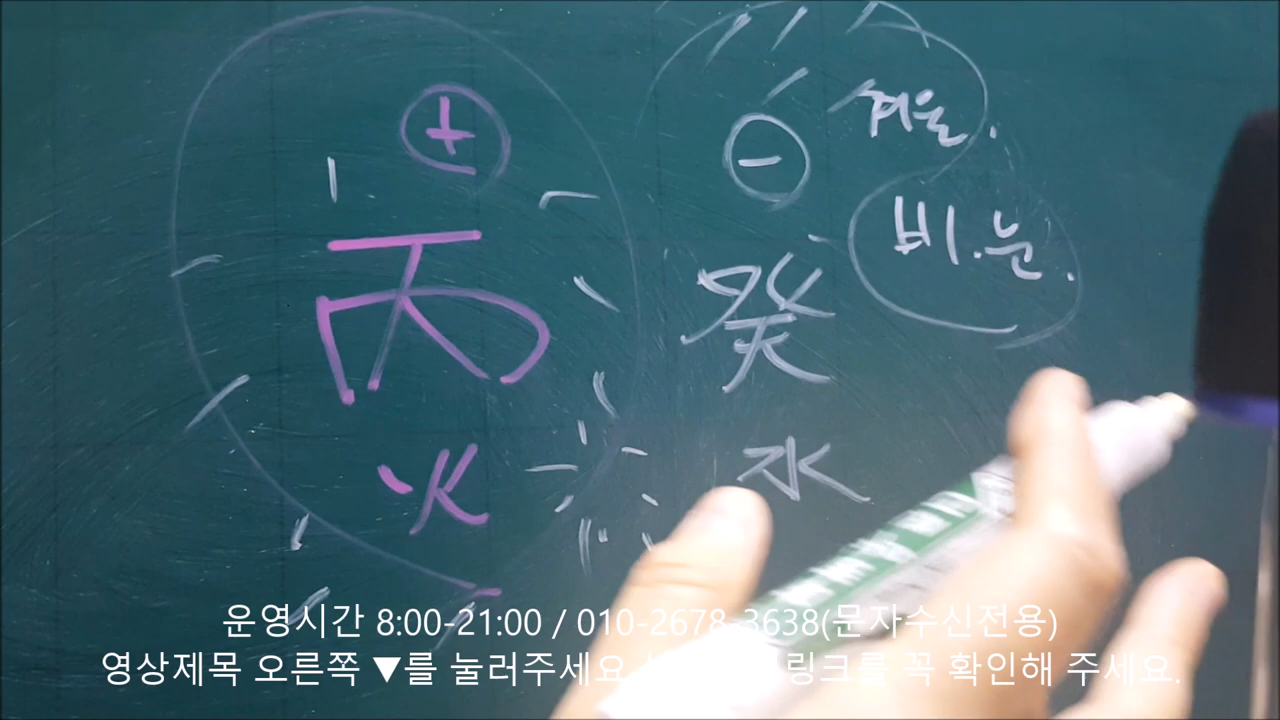 +
丙
火
−
癸
水
겨울.
비.눈.
운영시간 8:00-21:00 / 010-2678-3638(문자수신전용)
영상제목 오른쪽 ▼를 눌러주세요 링크를 꼭 확인해 주세요.